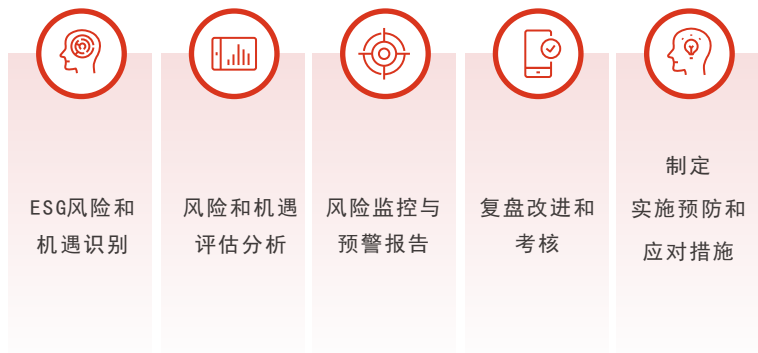 ESG风险和
机遇识别
风险和机遇
评估分析
风险监控与
预警报告
复盘改进和
考核
制定
实施预防和
应对措施